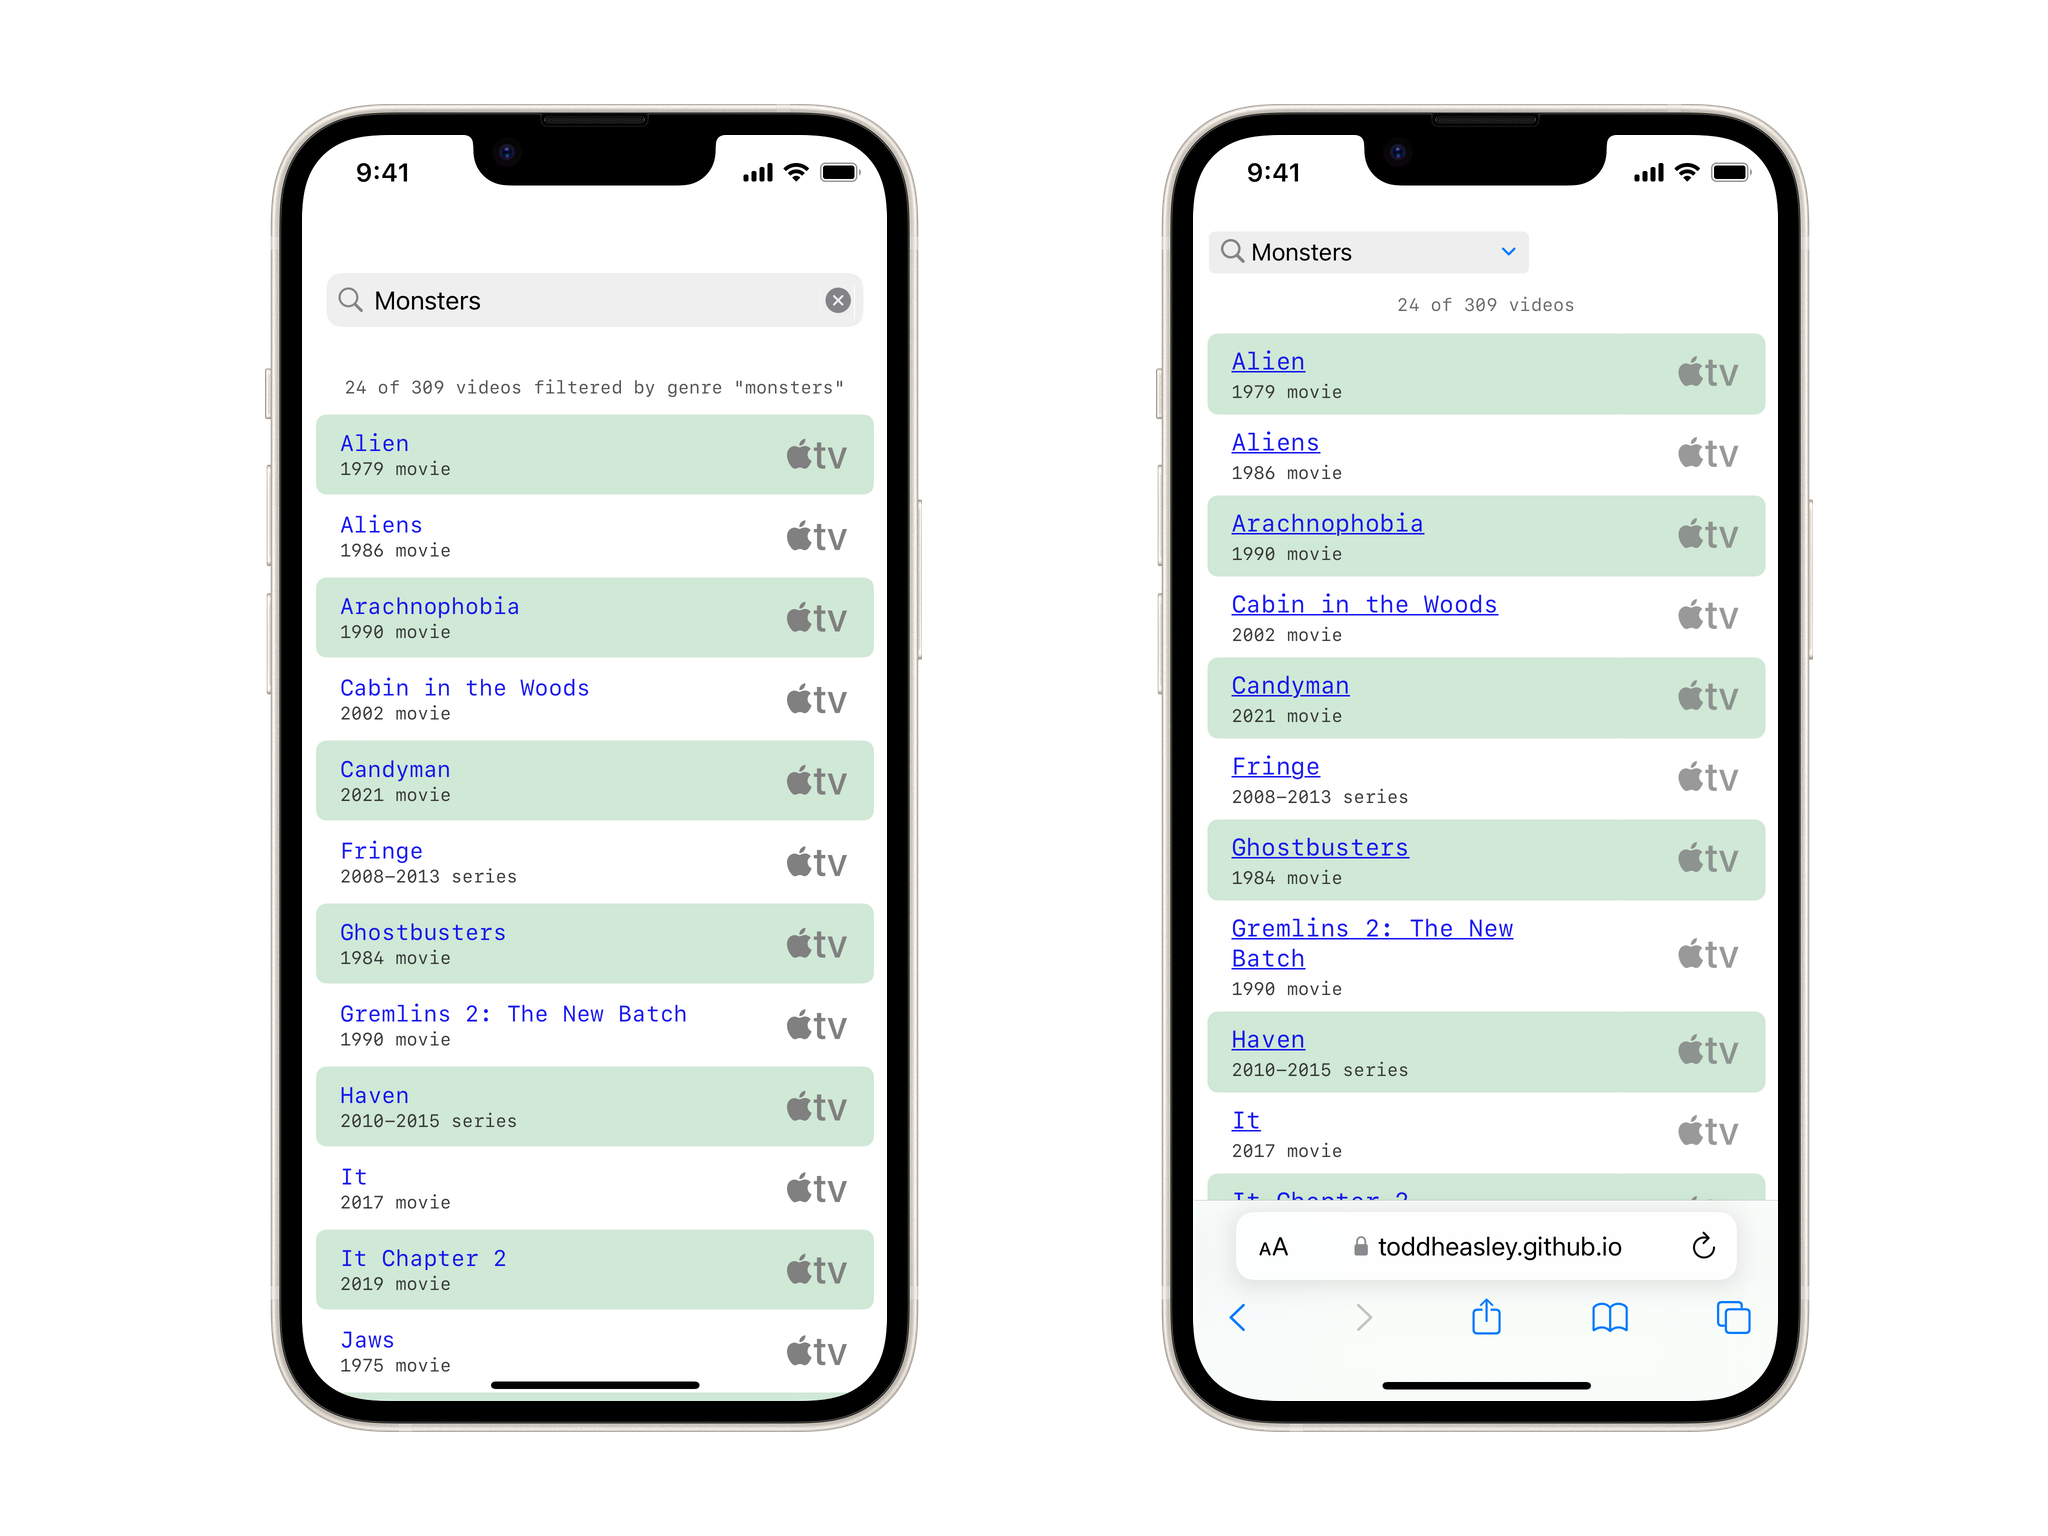 9:41
Monsters
24 of 309 videos filtered by genre "monsters"
Alien
1979 movie
tv
Aliens
1986 movie
tv
Arachnophobia
1990 movie
tv
Cabin in the Woods
2002 movie
tv
Candyman
2021 movie
tv
Fringe
2008–2013 series
tv
Ghostbusters
1984 movie
tv
Gremlins 2: The New Batch
1990 movie
tv
Haven
2010–2015 series
tv
It
2017 movie
tv
It Chapter 2
2019 movie
tv
Jaws
1975 movie
tv
9:41
Monsters
24 of 309 videos
Alien
1979 movie
tv
Aliens
1986 movie
tv
Arachnophobia
1990 movie
tv
Cabin in the Woods
2002 movie
tv
Candyman
2021 movie
tv
Fringe
2008–2013 series
tv
Ghostbusters
1984 movie
tv
Gremlins 2: The New
Batch
1990 movie
tv
Haven
2010–2015 series
tv
It
2017 movie
tv
It Chapter 2
AA
toddheasley.github.io